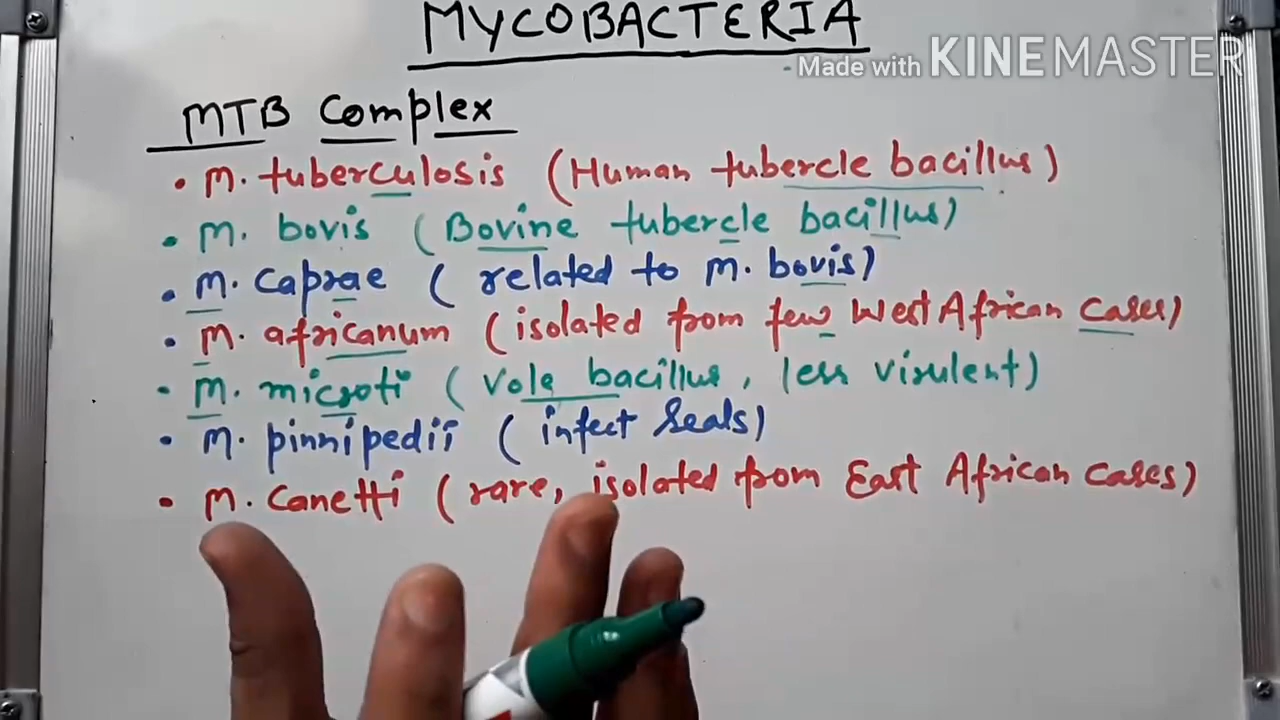 MYCOBACTERIA
Made with KINEMASTER
MTB Complex
• M. tuberculosis (Human tubercle bacillus)
• M. bovis (Bovine tubercle bacillus)
• M. caprae (related to M. bovis)
• M. africanum (isolated from few West African cases)
• M. microti (Vole bacillus, less virulent)
• M. pinnipedii (infect seals)
• M. canetti (rare, isolated from East African cases)